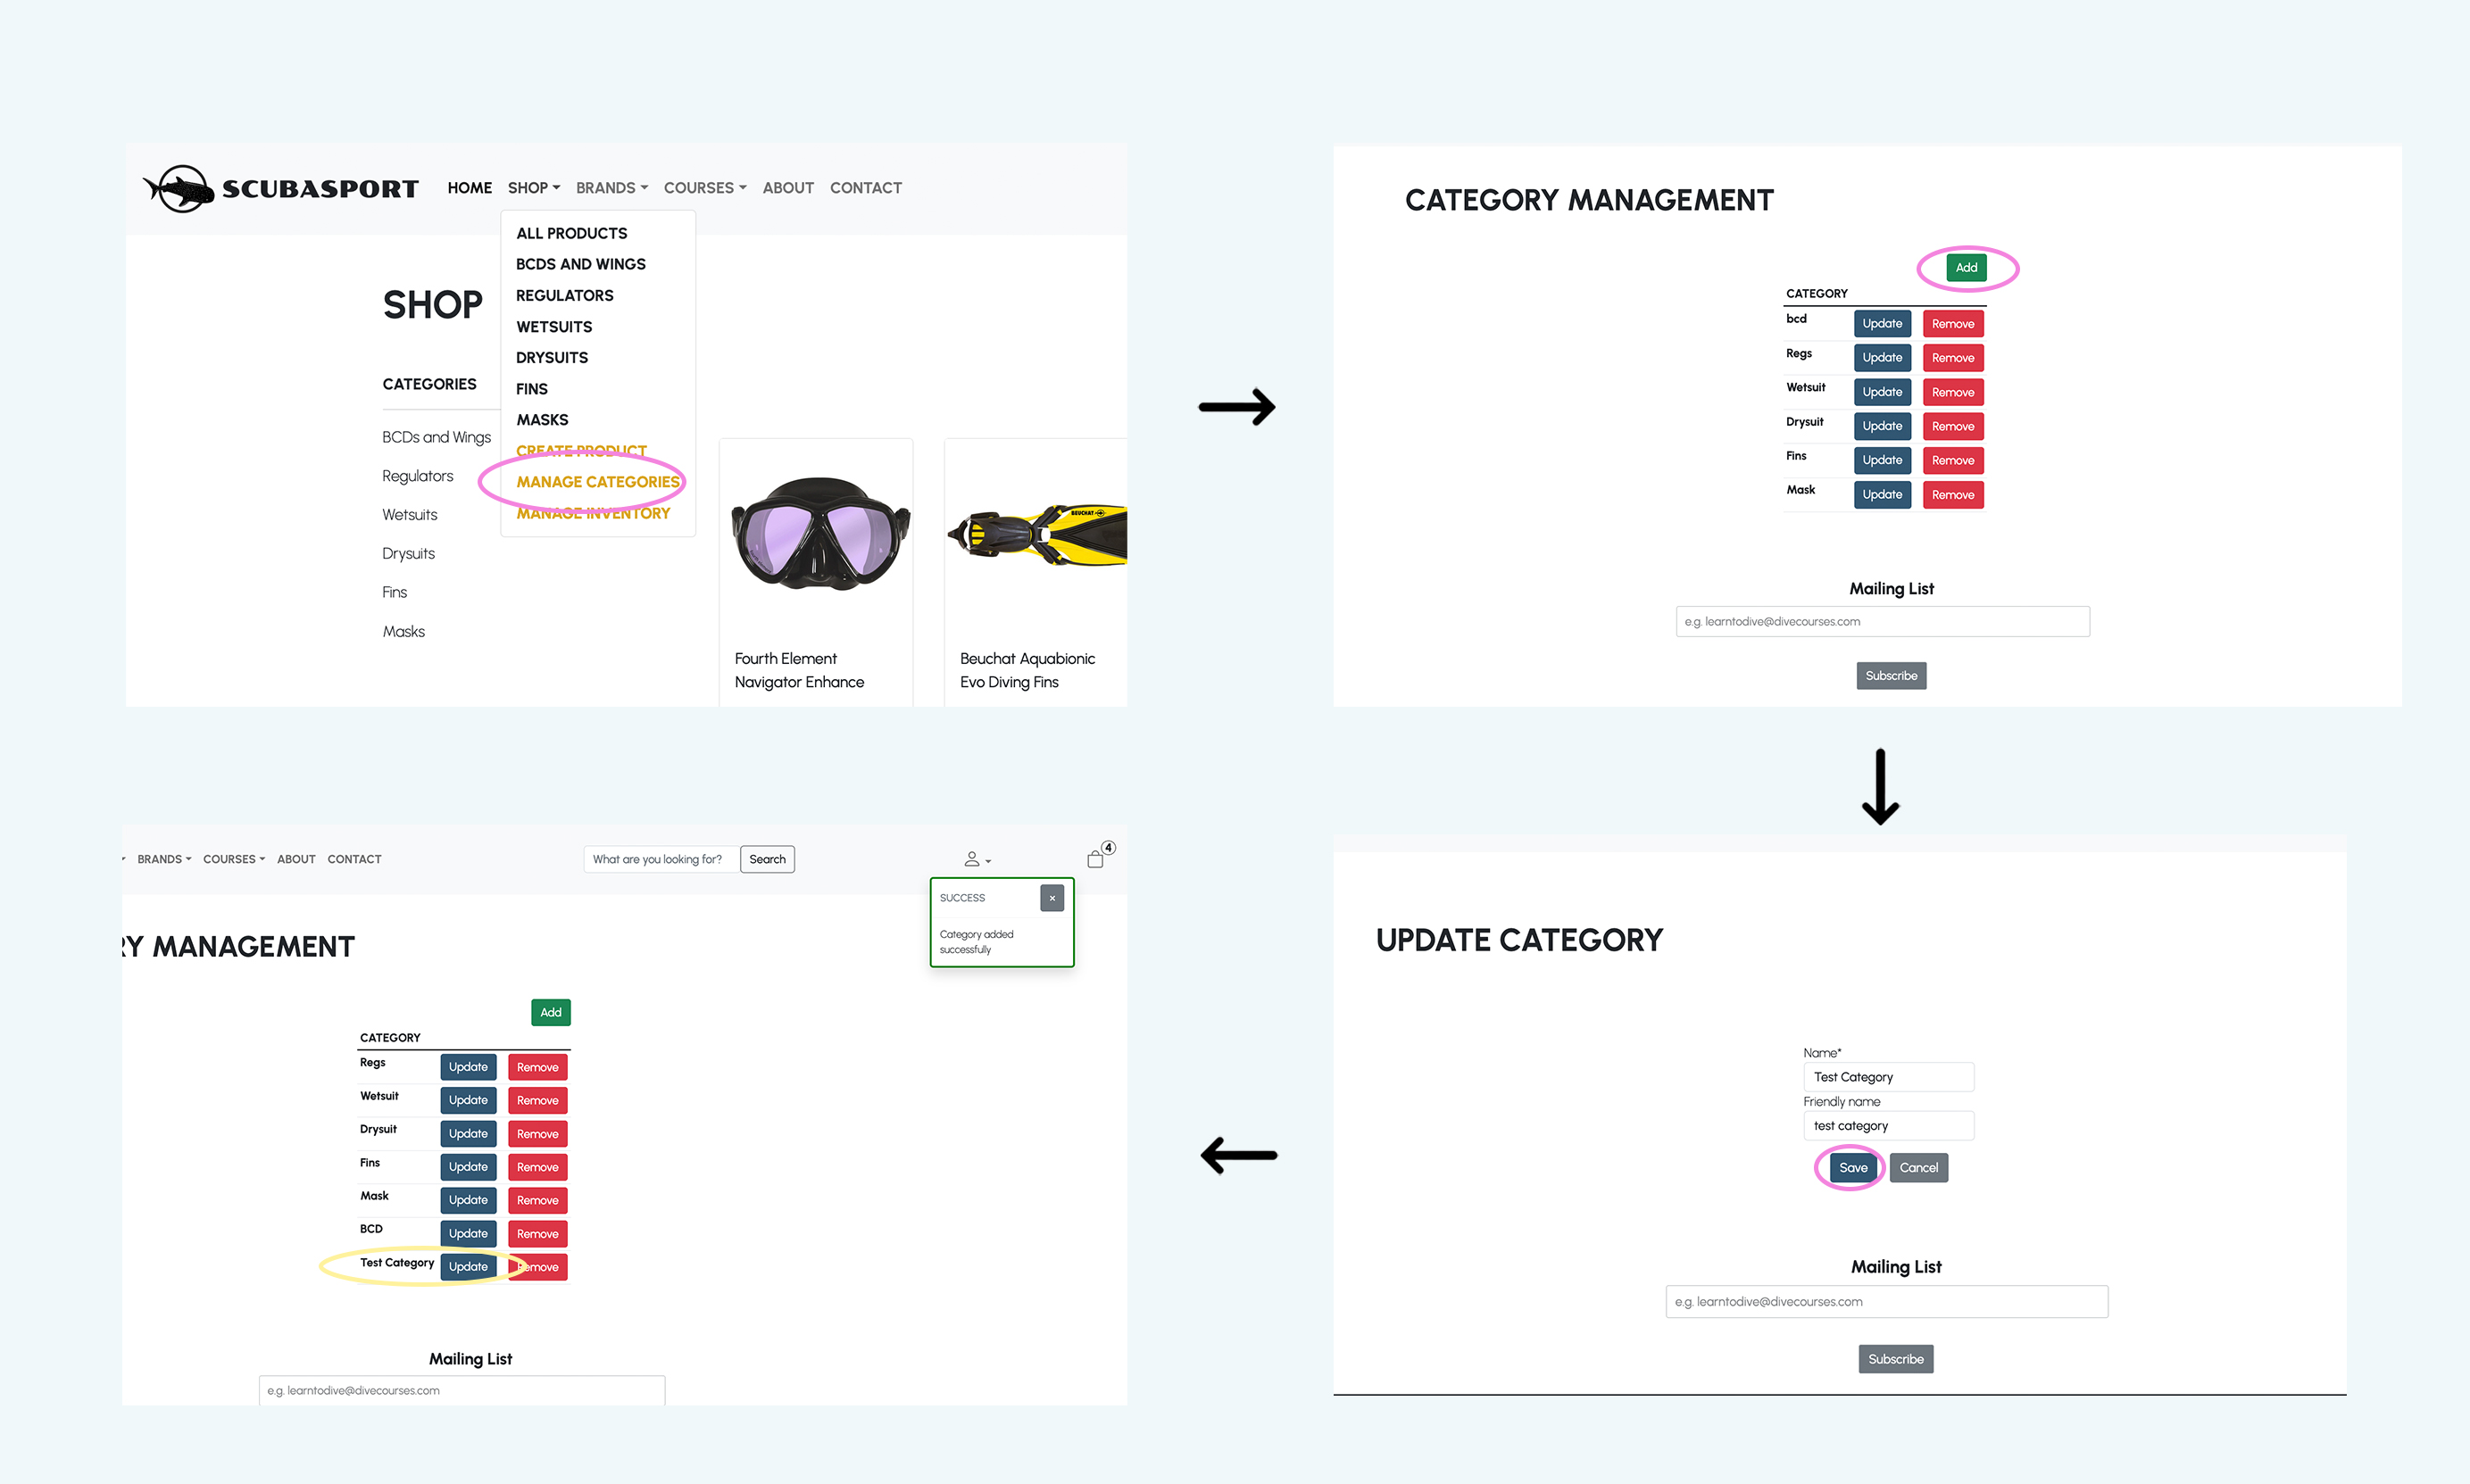 SCUBASPORT
HOME SHOP BRANDS COURSES ABOUT CONTACT
ALL PRODUCTS
BCDS AND WINGS
REGULATORS
WETSUITS
DRYSUITS
FINS
MASKS
CREATE PRODUCT
MANAGE CATEGORIES
MANAGE INVENTORY
SHOP
CATEGORIES
BCDs and Wings
Regulators
Wetsuits
Drysuits
Fins
Masks
BEUCHAT
Fourth Element
Navigator Enhance
Beuchat Aquabionic
Evo Diving Fins
CATEGORY MANAGEMENT
Add
CATEGORY
bcd Update Remove
Regs Update Remove
Wetsuit Update Remove
Drysuit Update Remove
Fins Update Remove
Mask Update Remove
Mailing List
e.g. learntodive@divecourses.com
Subscribe
UPDATE CATEGORY
Name*
Test Category
Friendly name
test category
Save Cancel
Mailing List
e.g. learntodive@divecourses.com
Subscribe
BRANDS COURSES ABOUT CONTACT What are you looking for? Search 4
SUCCESS ×
Category added
successfully
RY MANAGEMENT
Add
CATEGORY
Regs Update Remove
Wetsuit Update Remove
Drysuit Update Remove
Fins Update Remove
Mask Update Remove
BCD Update Remove
Test Category Update Remove
Mailing List
e.g. learntodive@divecourses.com